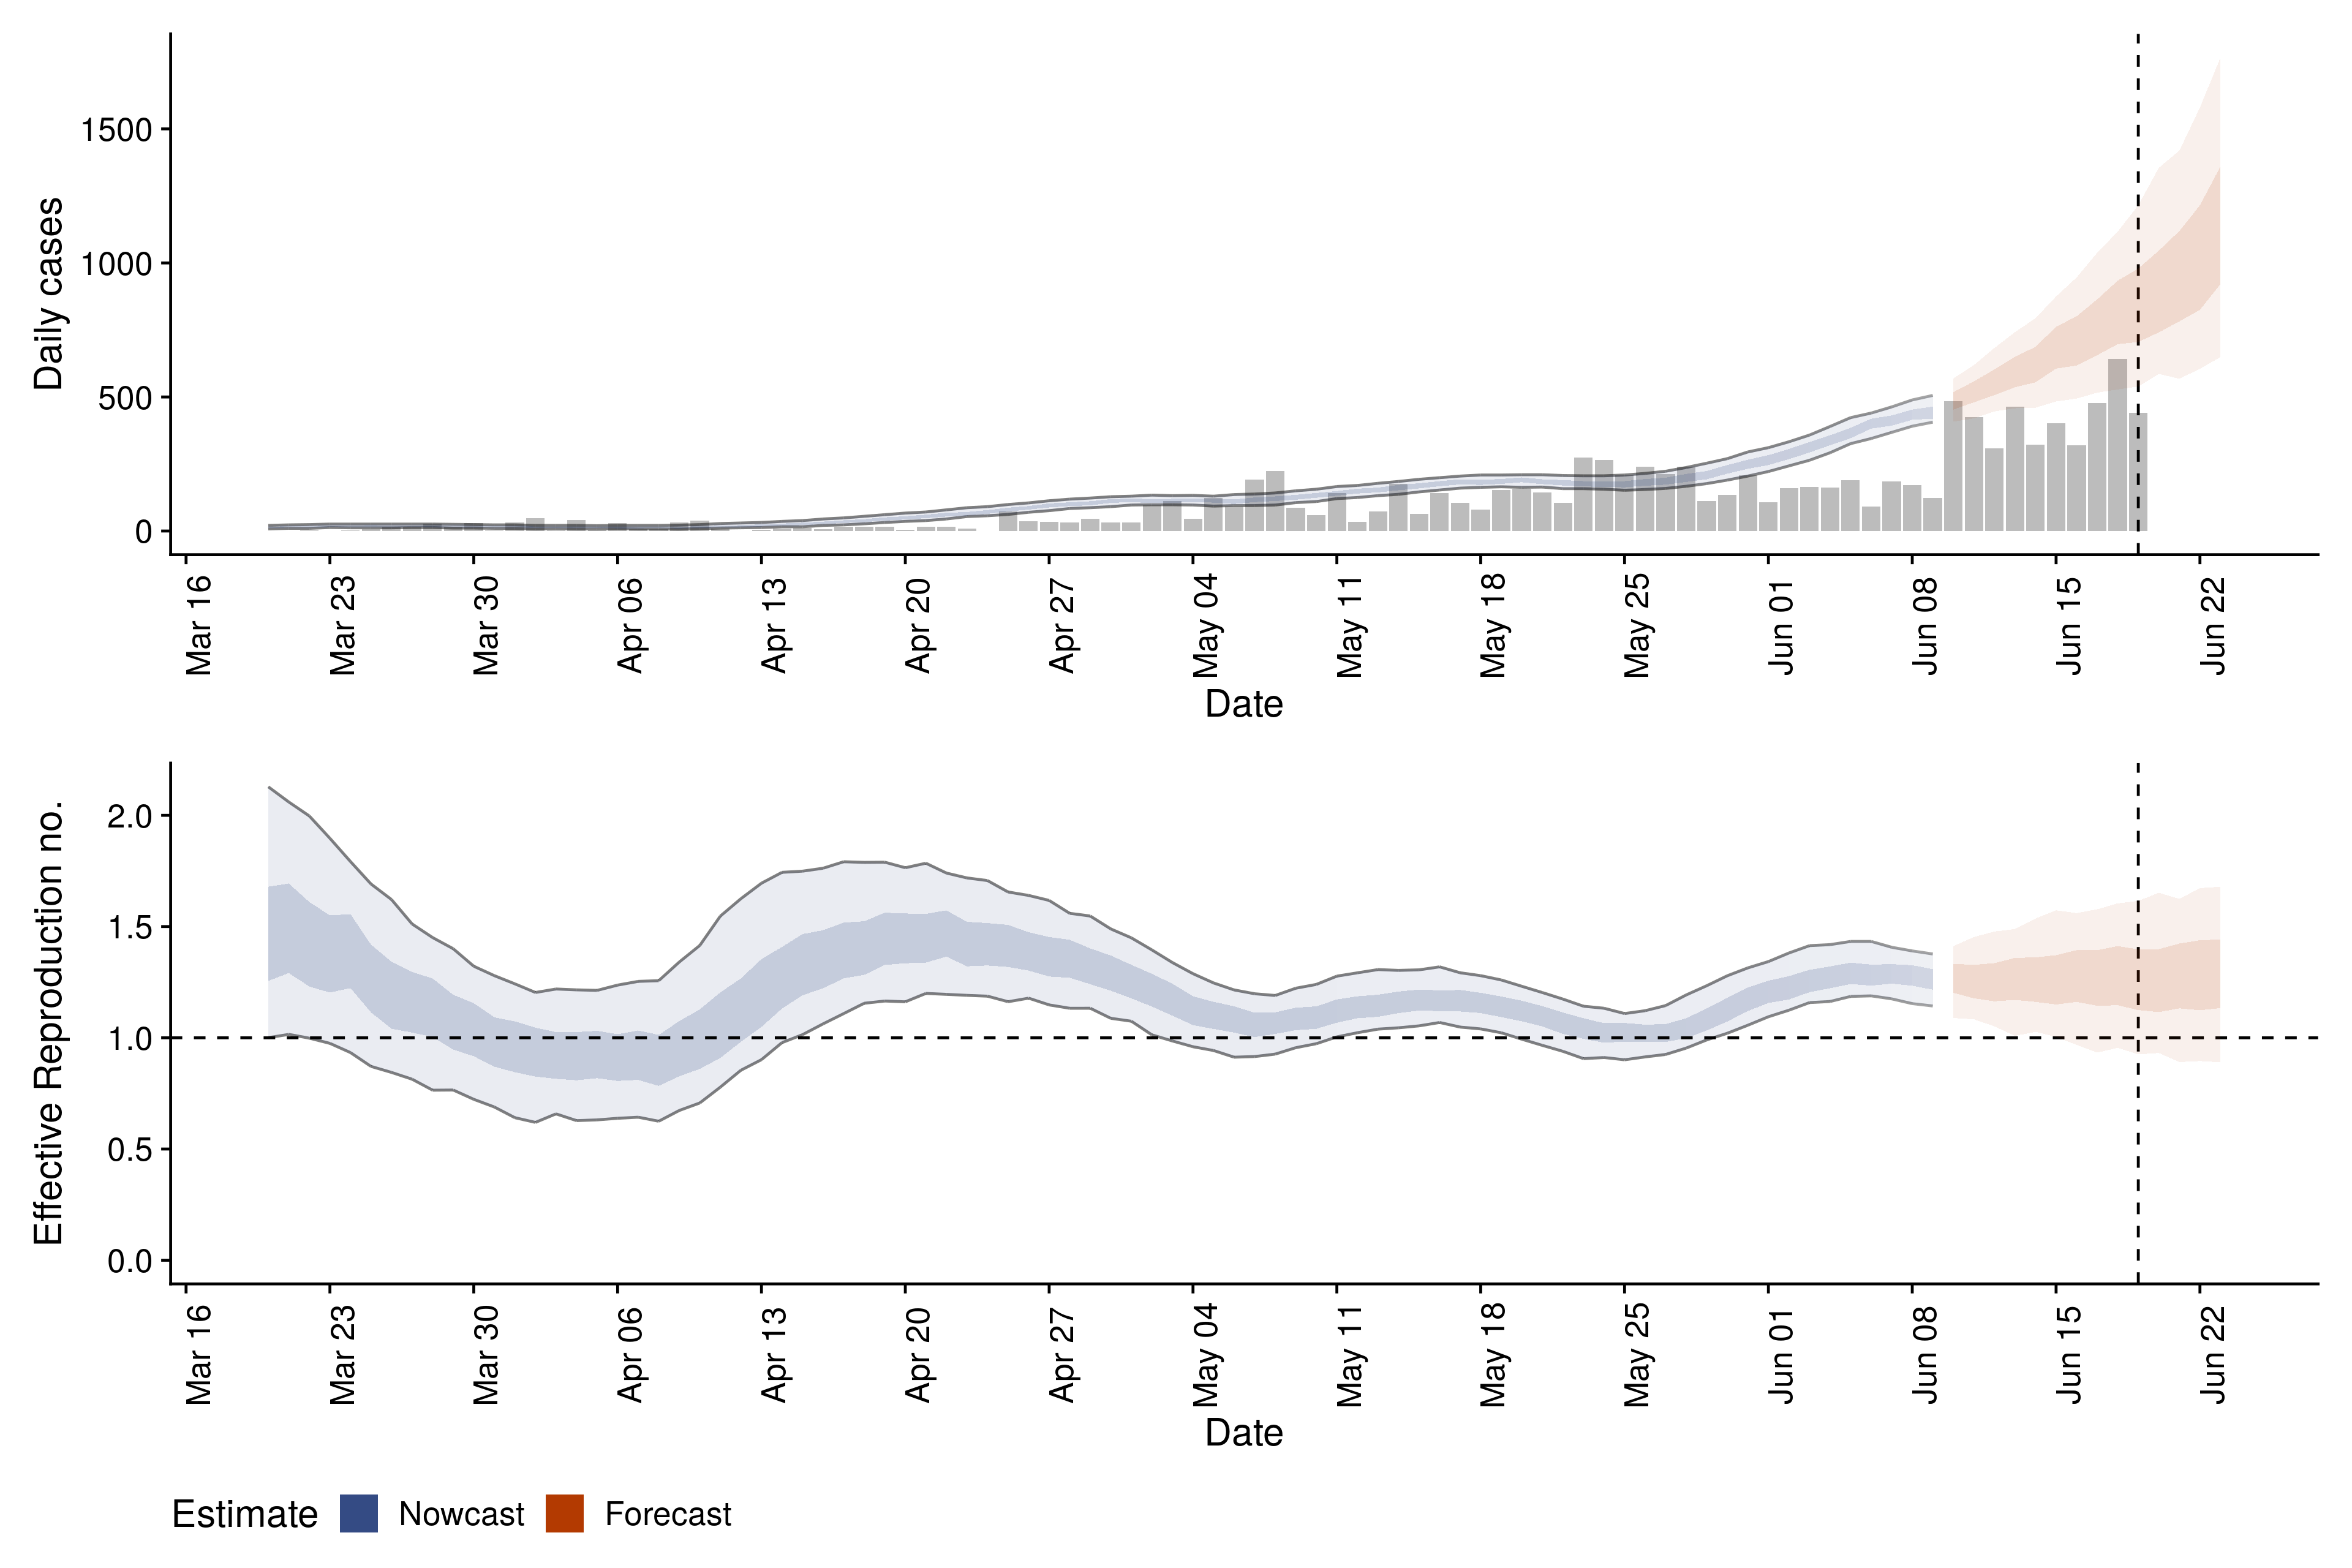 Daily cases
1500
1000
500
0
Mar 16
Mar 23
Mar 30
Apr 06
Apr 13
Apr 20
Apr 27
May 04
May 11
May 18
May 25
Jun 01
Jun 08
Jun 15
Jun 22
Date
Effective Reproduction no.
2.0
1.5
1.0
0.5
0.0
Mar 16
Mar 23
Mar 30
Apr 06
Apr 13
Apr 20
Apr 27
May 04
May 11
May 18
May 25
Jun 01
Jun 08
Jun 15
Jun 22
Date
Estimate Nowcast Forecast